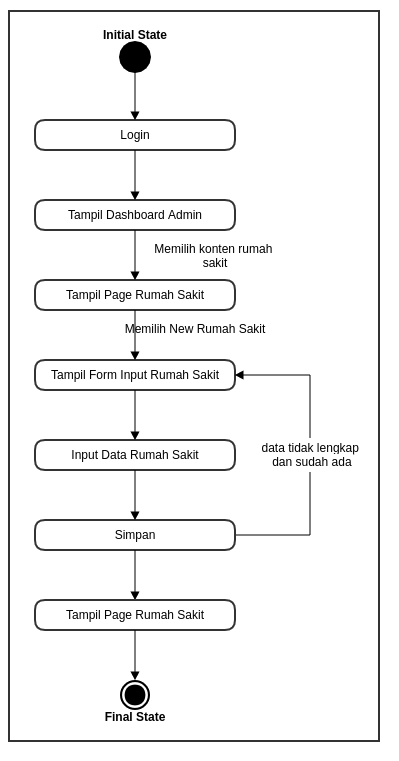 Initial State
Login
Tampil Dashboard Admin
Memilih konten rumah
sakit
Tampil Page Rumah Sakit
Memilih New Rumah Sakit
Tampil Form Input Rumah Sakit
data tidak lengkap
dan sudah ada
Input Data Rumah Sakit
Simpan
Tampil Page Rumah Sakit
Final State